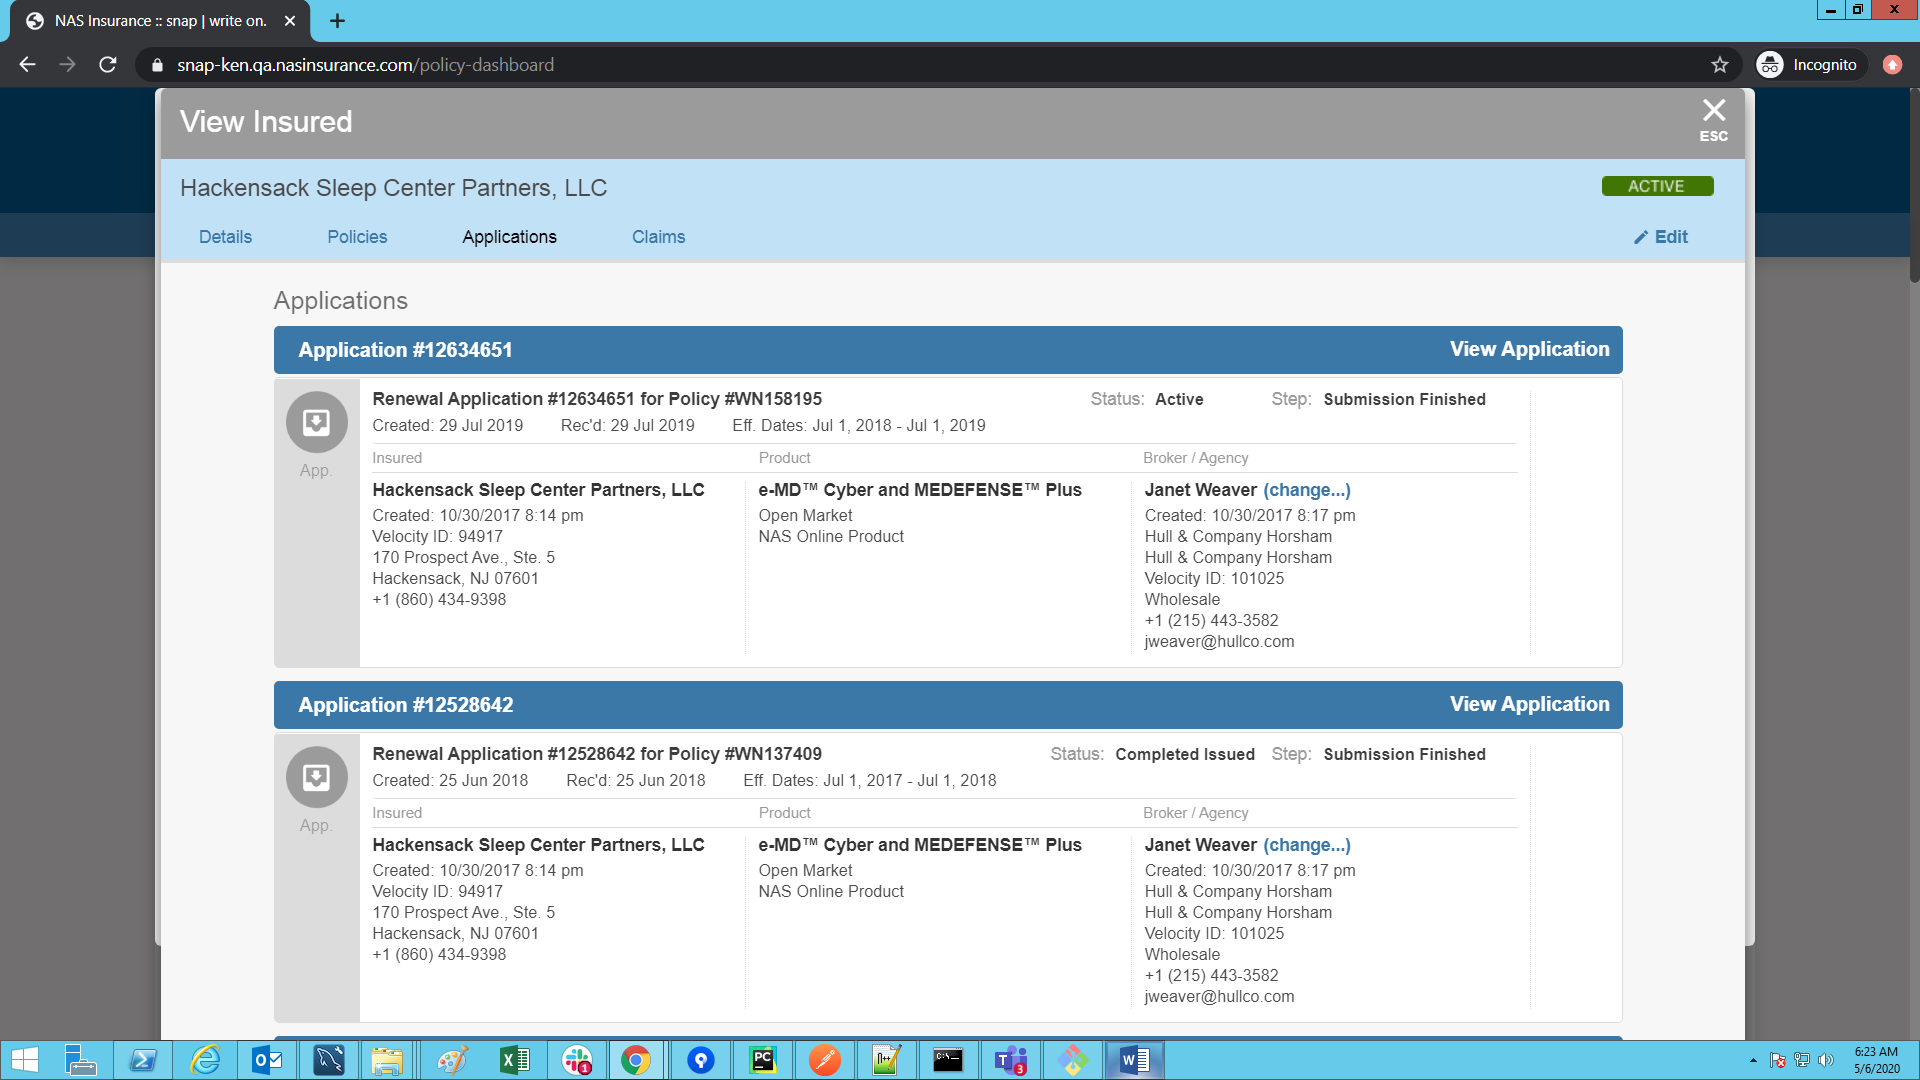 NAS Insurance :: snap | write on.
snap-ken.qa.nasinsurance.com/policy-dashboard
Incognito
View Insured
ESC
Hackensack Sleep Center Partners, LLC
ACTIVE
Details Policies Applications Claims Edit
Applications
Application #12634651 View Application
App.
Renewal Application #12634651 for Policy #WN158195 Status: Active Step: Submission Finished
Created: 29 Jul 2019 Rec'd: 29 Jul 2019 Eff. Dates: Jul 1, 2018 - Jul 1, 2019
Insured Product Broker / Agency
Hackensack Sleep Center Partners, LLC
Created: 10/30/2017 8:14 pm
Velocity ID: 94917
170 Prospect Ave., Ste. 5
Hackensack, NJ 07601
+1 (860) 434-9398
e-MD™ Cyber and MEDEFENSE™ Plus
Open Market
NAS Online Product
Janet Weaver (change...)
Created: 10/30/2017 8:17 pm
Hull & Company Horsham
Hull & Company Horsham
Velocity ID: 101025
Wholesale
+1 (215) 443-3582
jweaver@hullco.com
Application #12528642 View Application
App.
Renewal Application #12528642 for Policy #WN137409 Status: Completed Issued Step: Submission Finished
Created: 25 Jun 2018 Rec'd: 25 Jun 2018 Eff. Dates: Jul 1, 2017 - Jul 1, 2018
Insured Product Broker / Agency
Hackensack Sleep Center Partners, LLC
Created: 10/30/2017 8:14 pm
Velocity ID: 94917
170 Prospect Ave., Ste. 5
Hackensack, NJ 07601
+1 (860) 434-9398
e-MD™ Cyber and MEDEFENSE™ Plus
Open Market
NAS Online Product
Janet Weaver (change...)
Created: 10/30/2017 8:17 pm
Hull & Company Horsham
Hull & Company Horsham
Velocity ID: 101025
Wholesale
+1 (215) 443-3582
jweaver@hullco.com
6:23 AM
5/6/2020